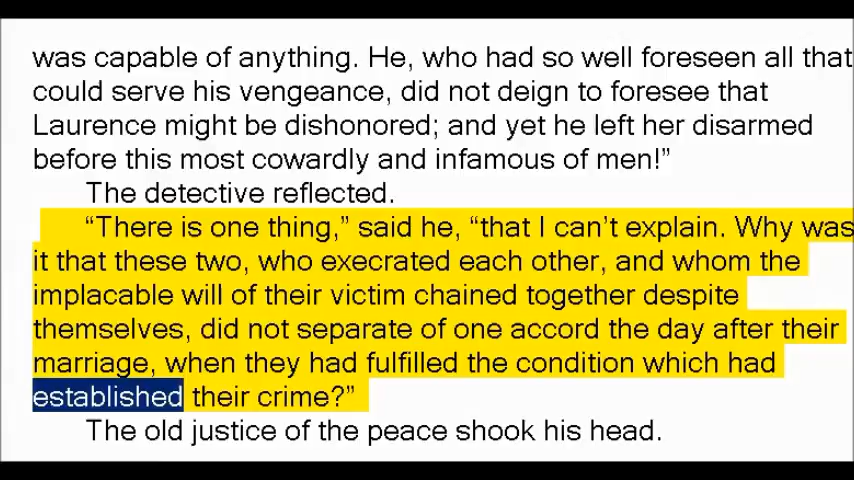 was capable of anything. He, who had so well foreseen all that
could serve his vengeance, did not deign to foresee that
Laurence might be dishonored; and yet he left her disarmed
before this most cowardly and infamous of men!”
The detective reflected.
“There is one thing,” said he, “that I can’t explain. Why was
it that these two, who execrated each other, and whom the
implacable will of their victim chained together despite
themselves, did not separate of one accord the day after their
marriage, when they had fulfilled the condition which had
established their crime?”
The old justice of the peace shook his head.